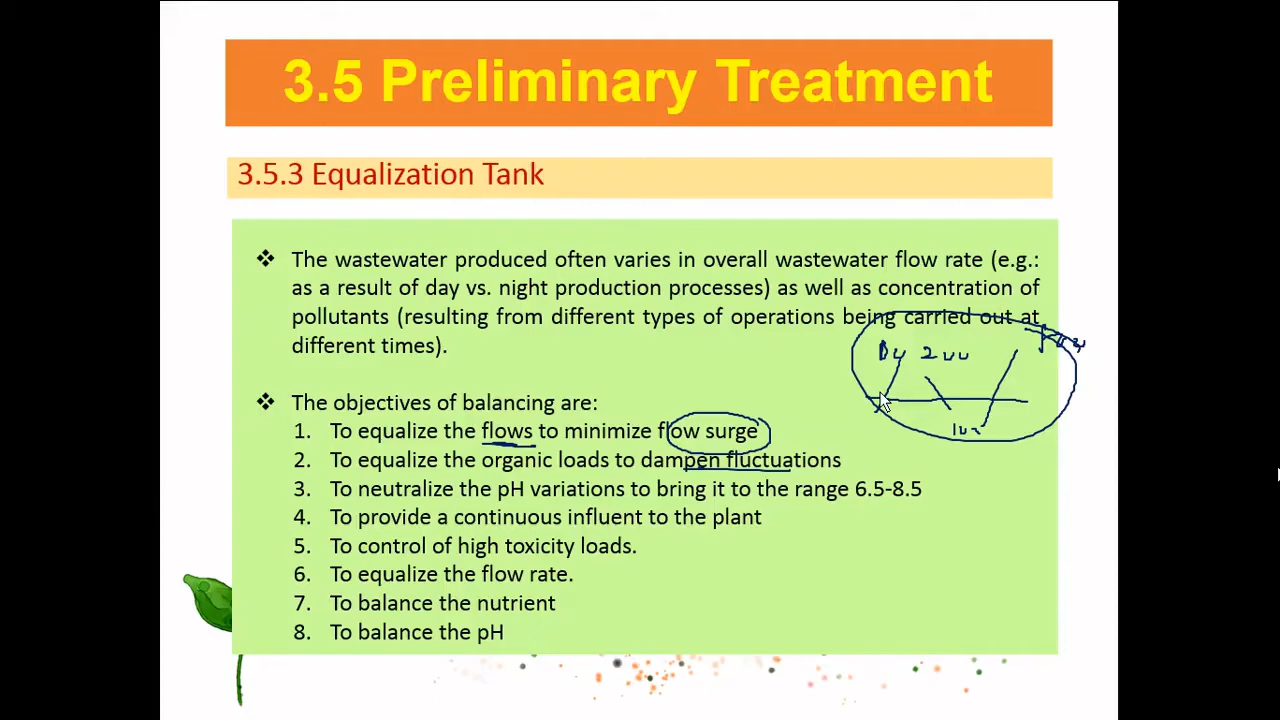 3.5 Preliminary Treatment
3.5.3 Equalization Tank
❖ The wastewater produced often varies in overall wastewater flow rate (e.g.:
as a result of day vs. night production processes) as well as concentration of
pollutants (resulting from different types of operations being carried out at
different times).
200
❖ The objectives of balancing are:
1. To equalize the flows to minimize flow surge
2. To equalize the organic loads to dampen fluctuations
3. To neutralize the pH variations to bring it to the range 6.5-8.5
4. To provide a continuous influent to the plant
5. To control of high toxicity loads.
6. To equalize the flow rate.
7. To balance the nutrient
8. To balance the pH